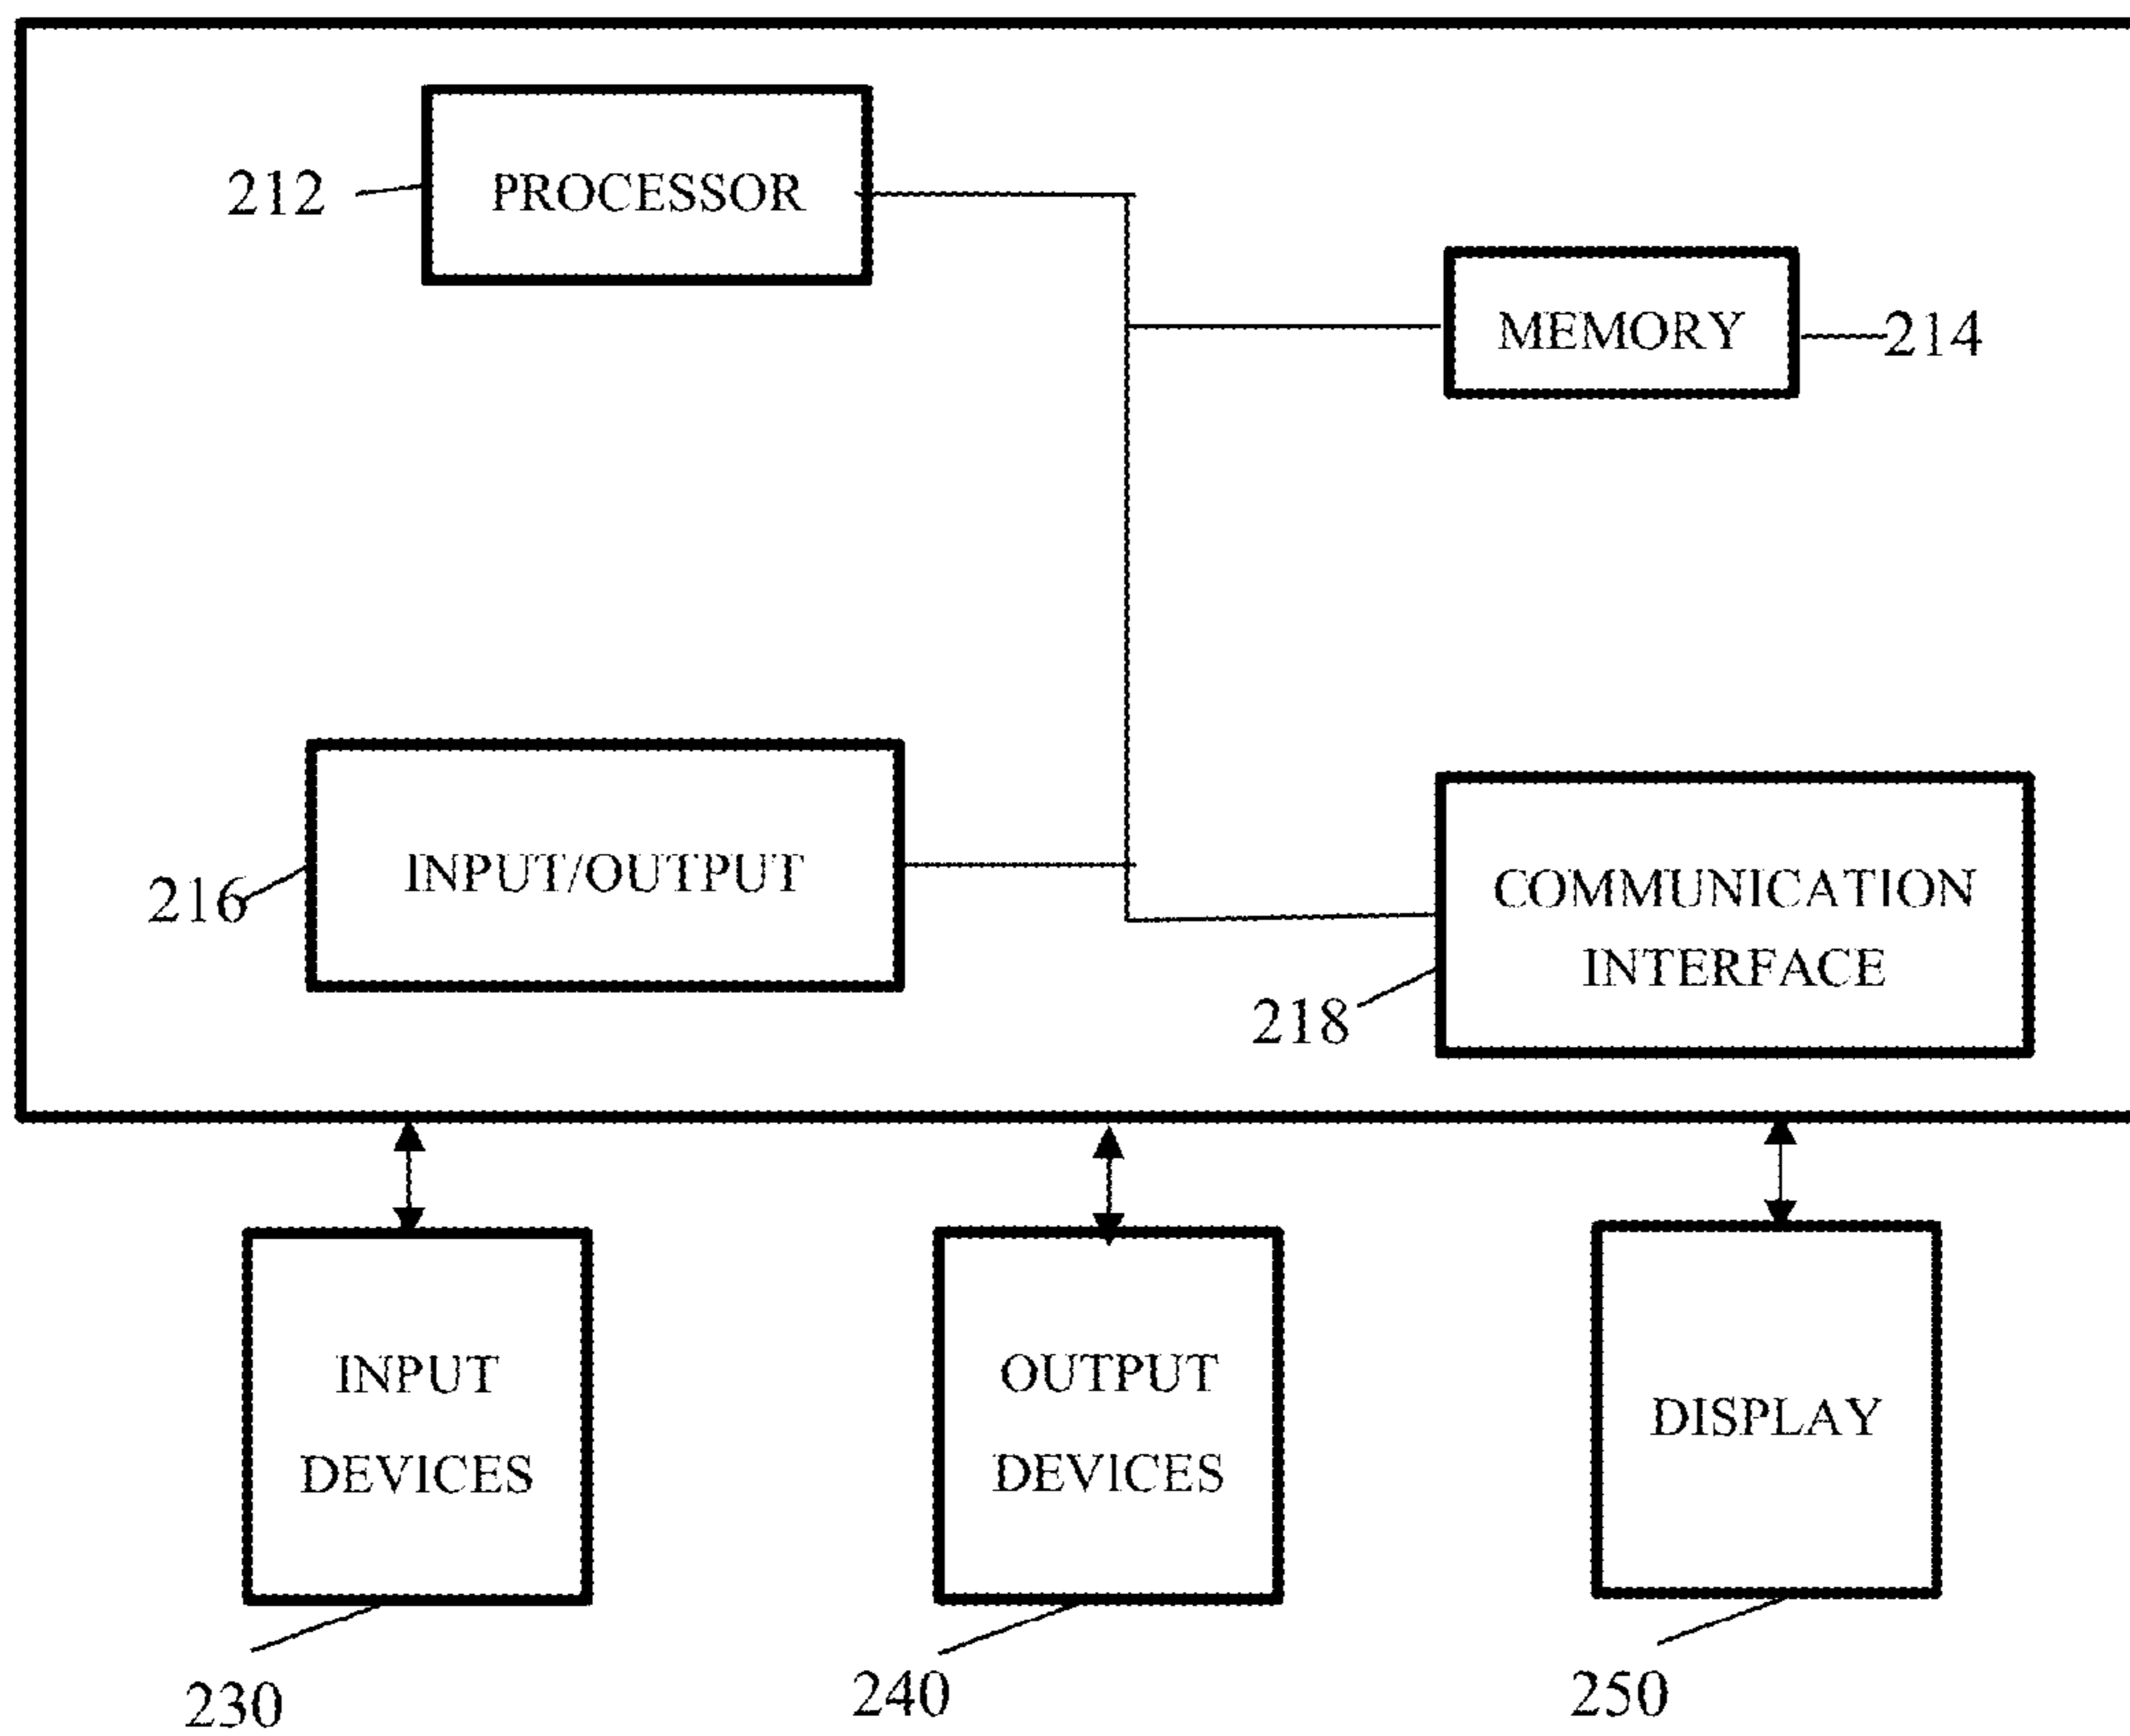 212
PROCESSOR
MEMORY
214
216
INPUT/OUTPUT
COMMUNICATION
INTERFACE
218
INPUT
DEVICES
OUTPUT
DEVICES
DISPLAY
230
240
250